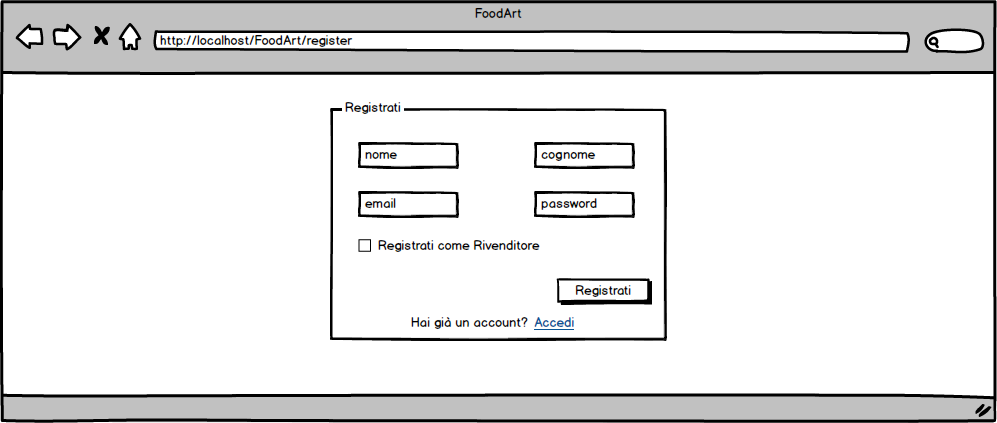 FoodArt
http://localhost/FoodArt/register
Registrati
nome cognome
email password
Registrati come Rivenditore
Registrati
Hai già un account? Accedi